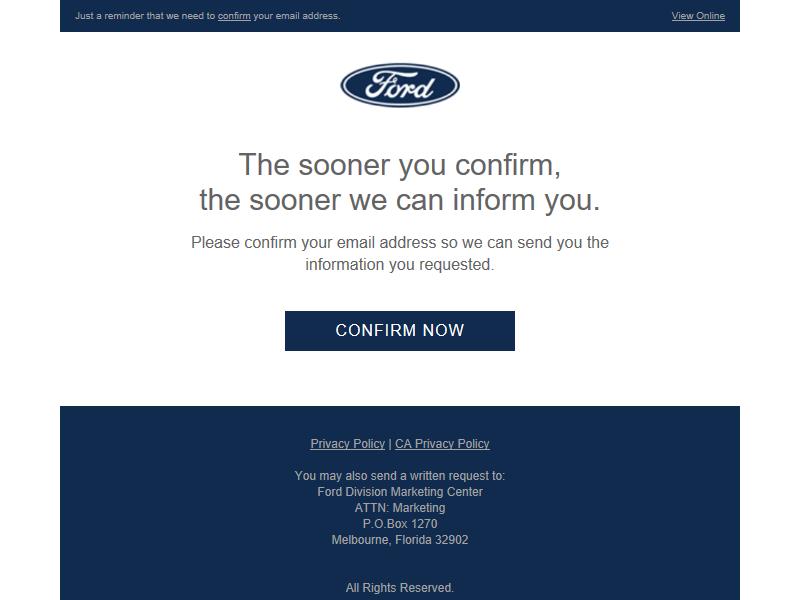 Just a reminder that we need to confirm your email address.
View Online
Ford
The sooner you confirm,
the sooner we can inform you.
Please confirm your email address so we can send you the
information you requested.
CONFIRM NOW
Privacy Policy | CA Privacy Policy
You may also send a written request to:
Ford Division Marketing Center
ATTN: Marketing
P.O.Box 1270
Melbourne, Florida 32902
All Rights Reserved.